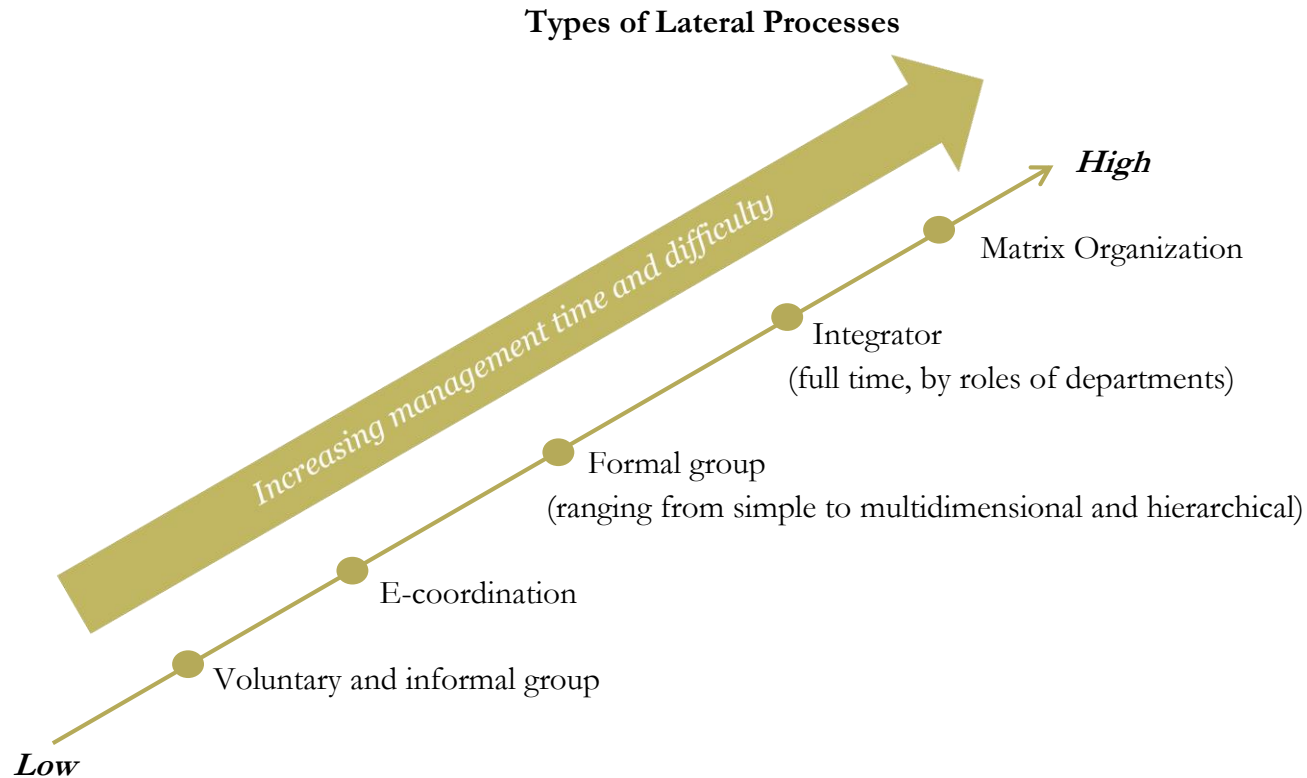 Types of Lateral Processes
High
Increasing management time and difficulty
Matrix Organization
Integrator
(full time, by roles of departments)
Formal group
(ranging from simple to multidimensional and hierarchical)
E-coordination
Voluntary and informal group
Low